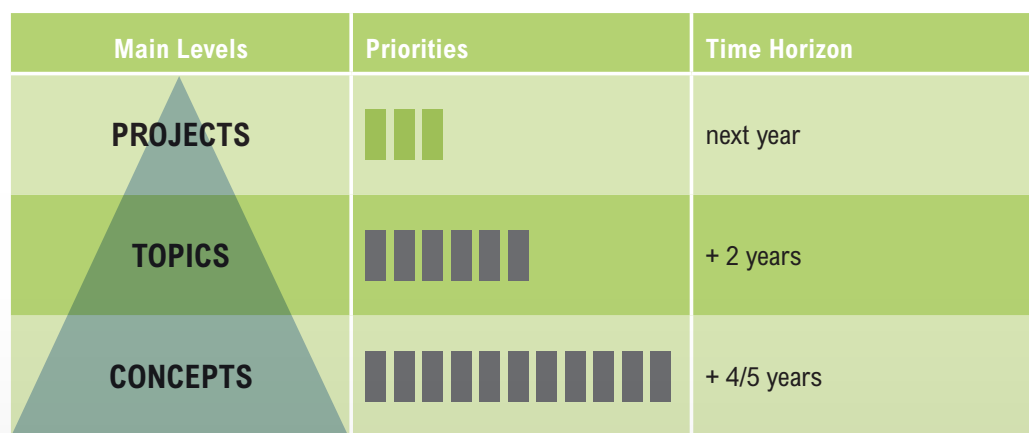 Main Levels
Priorities
Time Horizon
PROJECTS
next year
TOPICS
+ 2 years
CONCEPTS
+ 4/5 years